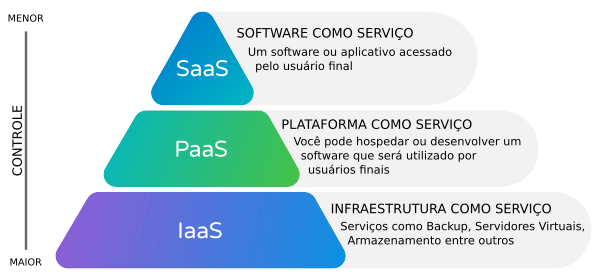 MENOR
CONTROLE
MAIOR
SaaS
SOFTWARE COMO SERVIÇO
Um software ou aplicativo acessado
pelo usuário final
PaaS
PLATAFORMA COMO SERVIÇO
Você pode hospedar ou desenvolver um
software que será utilizado por
usuários finais
IaaS
INFRAESTRUTURA COMO SERVIÇO
Serviços como Backup, Servidores Virtuais,
Armazenamento entre outros